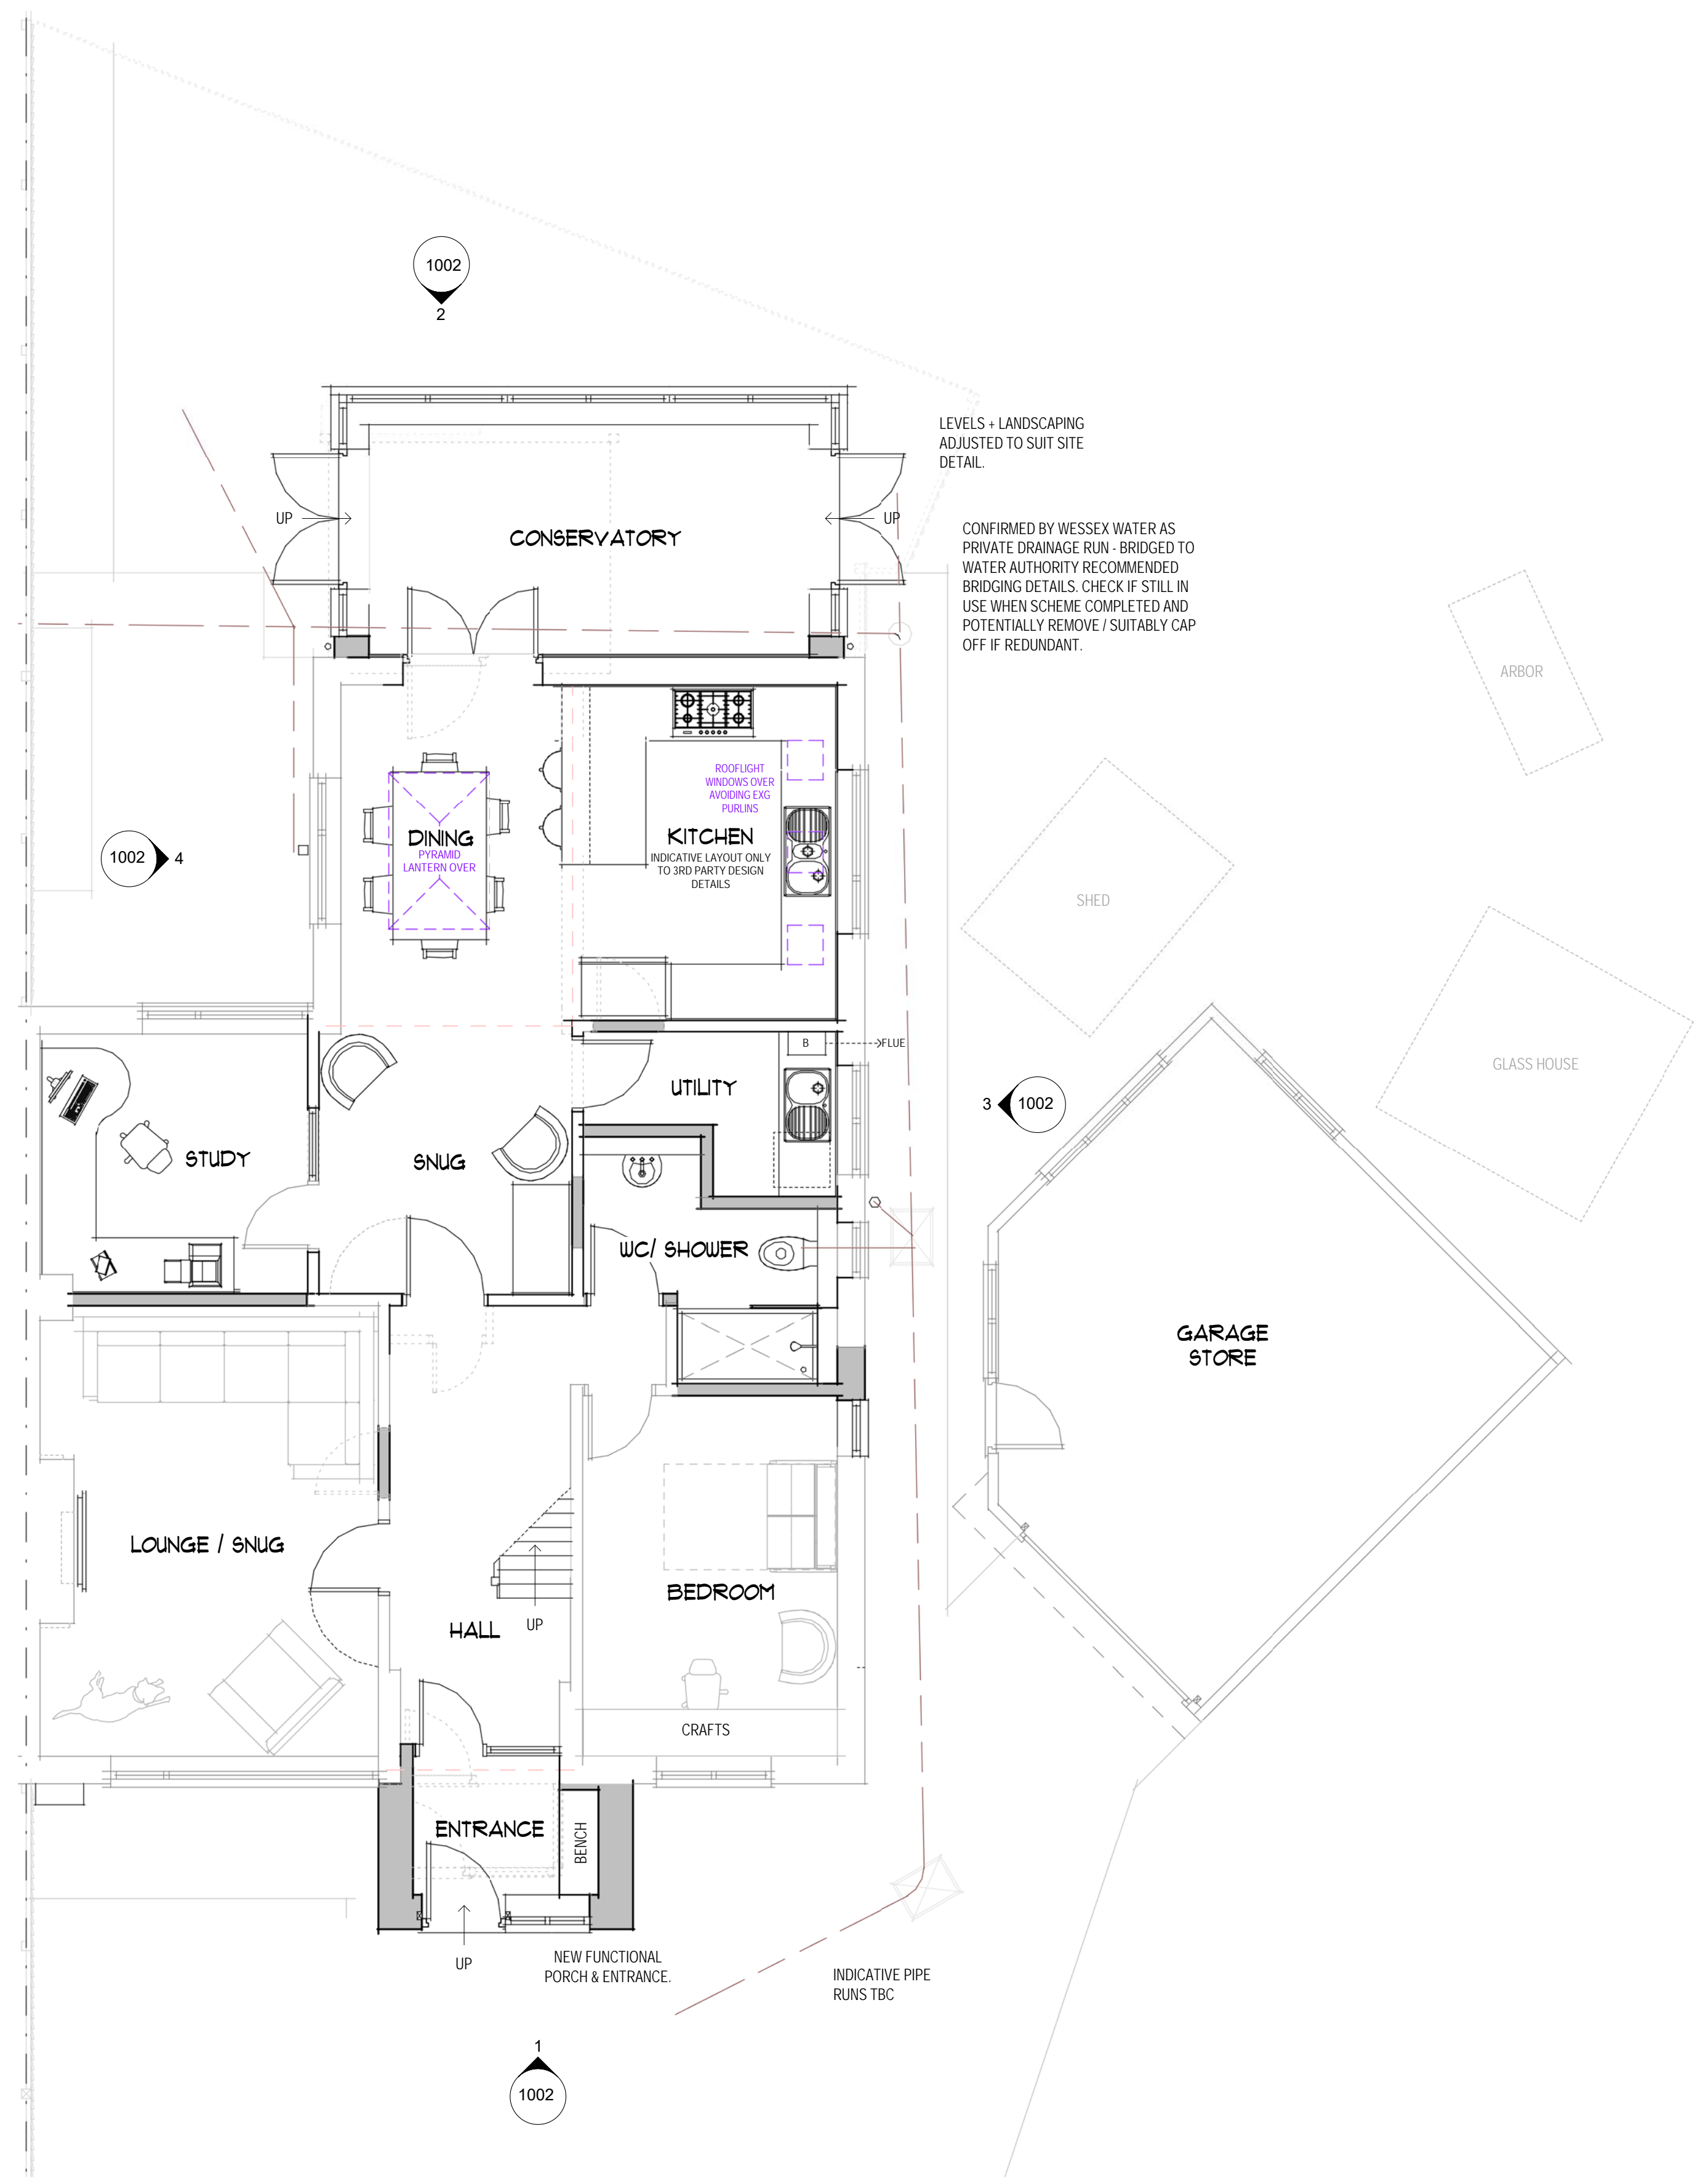 1002
2
LEVELS + LANDSCAPING
ADJUSTED TO SUIT SITE
DETAIL.
UP
CONSERVATORY
UP
CONFIRMED BY WESSEX WATER AS
PRIVATE DRAINAGE RUN - BRIDGED TO
WATER AUTHORITY RECOMMENDED
BRIDGING DETAILS. CHECK IF STILL IN
USE WHEN SCHEME COMPLETED AND
POTENTIALLY REMOVE / SUITABLY CAP
OFF IF REDUNDANT.
ARBOR
ROOFLIGHT
WINDOWS OVER
AVOIDING EXG
PURLINS
DINING
PYRAMID
LANTERN OVER
KITCHEN
INDICATIVE LAYOUT ONLY
TO 3RD PARTY DESIGN
DETAILS
1002
4
SHED
B
FLUE
GLASS HOUSE
UTILITY
3
1002
STUDY
SNUG
WC/ SHOWER
GARAGE
STORE
LOUNGE / SNUG
BEDROOM
HALL
UP
CRAFTS
ENTRANCE
BENCH
UP
NEW FUNCTIONAL
PORCH & ENTRANCE.
INDICATIVE PIPE
RUNS TBC
1
1002